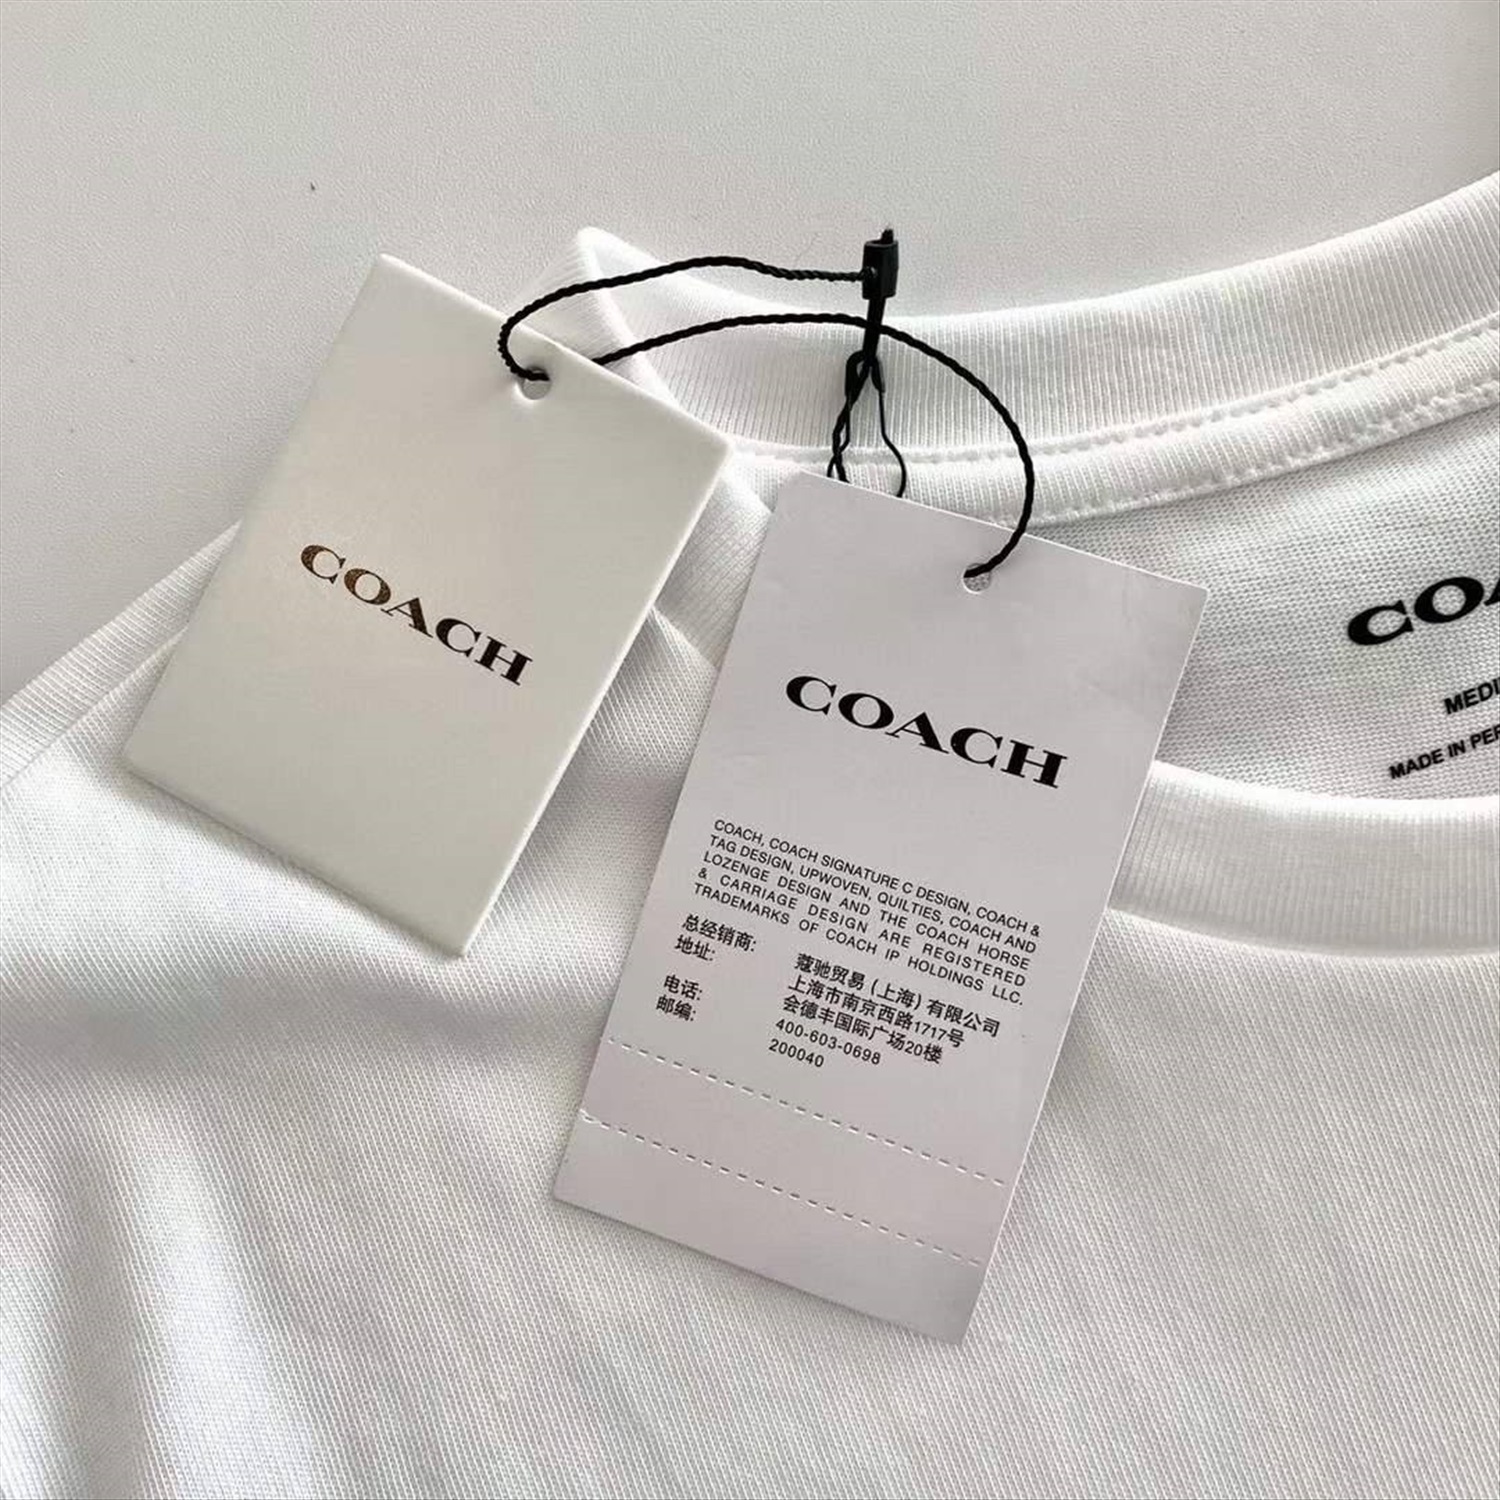 COACH
COACH
COACH, COACH SIGNATURE C DESIGN, COACH &
TAG DESIGN, UPWOVEN, QUILTIES, COACH AND
LOZENGE DESIGN AND THE COACH HORSE
& CARRIAGE DESIGN ARE REGISTERED
TRADEMARKS OF COACH IP HOLDINGS LLC.
总经销商: 蔻驰贸易(上海)有限公司
地址: 上海市南京西路1717号
会德丰国际广场20楼
电话: 400-603-0698
邮编: 200040
COA
MEDI
MADE IN PER